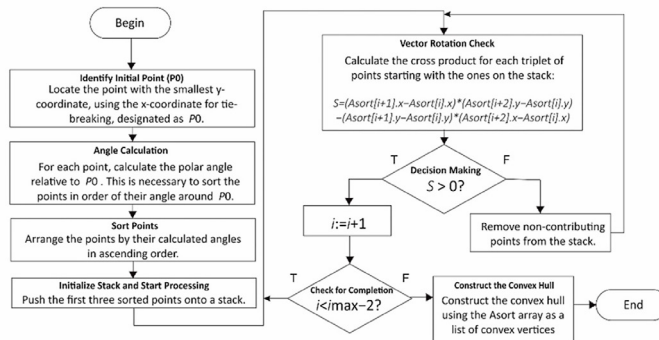 Begin
Identify Initial Point (P0)
Locate the point with the smallest y-
coordinate, using the x-coordinate for tie-
breaking, designated as P0.
Angle Calculation
For each point, calculate the polar angle
relative to P0 . This is necessary to sort the
points in order of their angle around P0.
Sort Points
Arrange the points by their calculated angles
in ascending order.
Initialize Stack and Start Processing
Push the first three sorted points onto a stack.
Vector Rotation Check
Calculate the cross product for each triplet of
points starting with the ones on the stack:
S=(Asort[i+1].x−Asort[i].x)*(Asort[i+2].y−Asort[i].y)
−(Asort[i+1].y−Asort[i].y)*(Asort[i+2].x−Asort[i].x)
T
F
Decision Making
S > 0?
i:=i+1
Remove non-contributing
points from the stack.
T
F
Check for Completion
i<imax−2?
Construct the Convex Hull
Construct the convex hull
using the Asort array as a
list of convex vertices
End